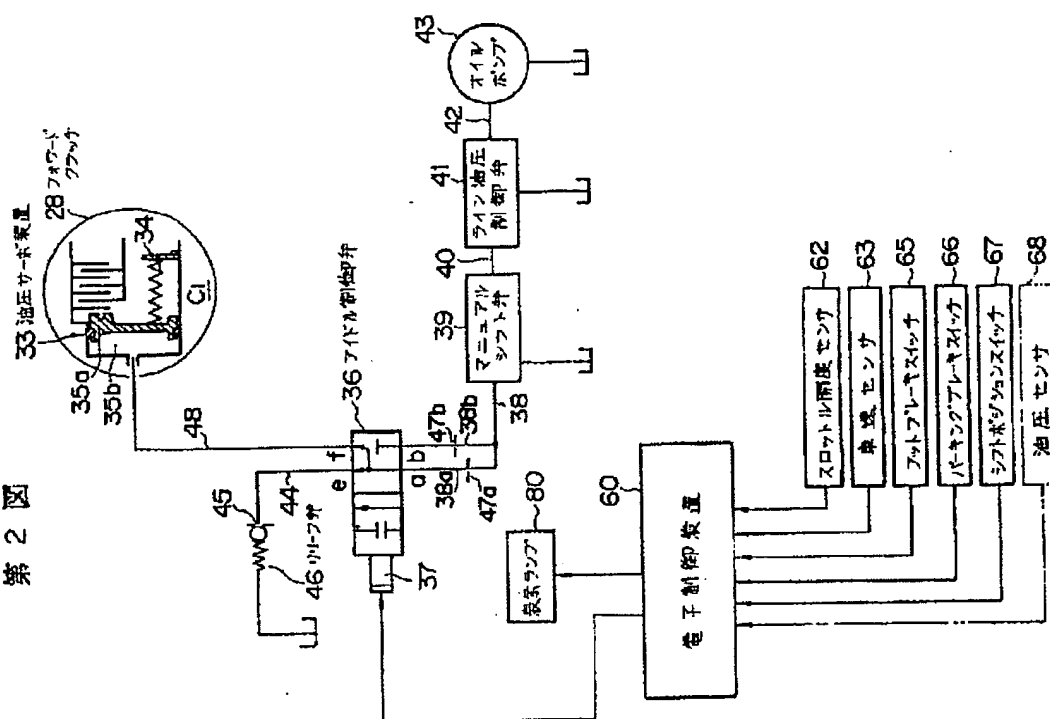 第2図
33 油圧サーボ装置
28 フォワードクラッチ
35a
35b
34
C1
48
36 アイドル制御弁
45
44
46 リリーフ弁
e
f
a
b
37
47b
38b
38a
47a
38
39
マニュアル
シフト弁
40
41
ライン油圧
制御弁
42
43
オイル
ポンプ
60
電子制御装置
80
表示ランプ
スロットル開度センサ
62
車速センサ
63
フットブレーキスイッチ
65
パーキングブレーキスイッチ
66
シフトポジションスイッチ
67
油圧センサ
68